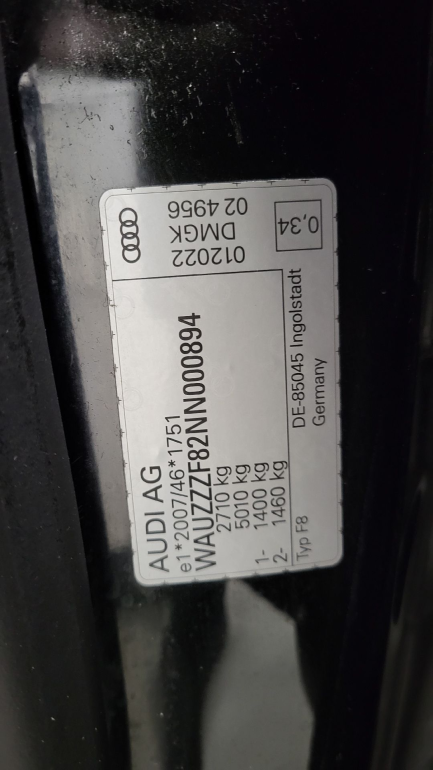 AUDI AG
e1*2007/46*1751
WAUZZZF82NN000894
2710 kg
5010 kg
1- 1400 kg
2- 1460 kg
Typ F8
DE-85045 Ingolstadt
Germany
012022
DMGK
02 4956
0,34